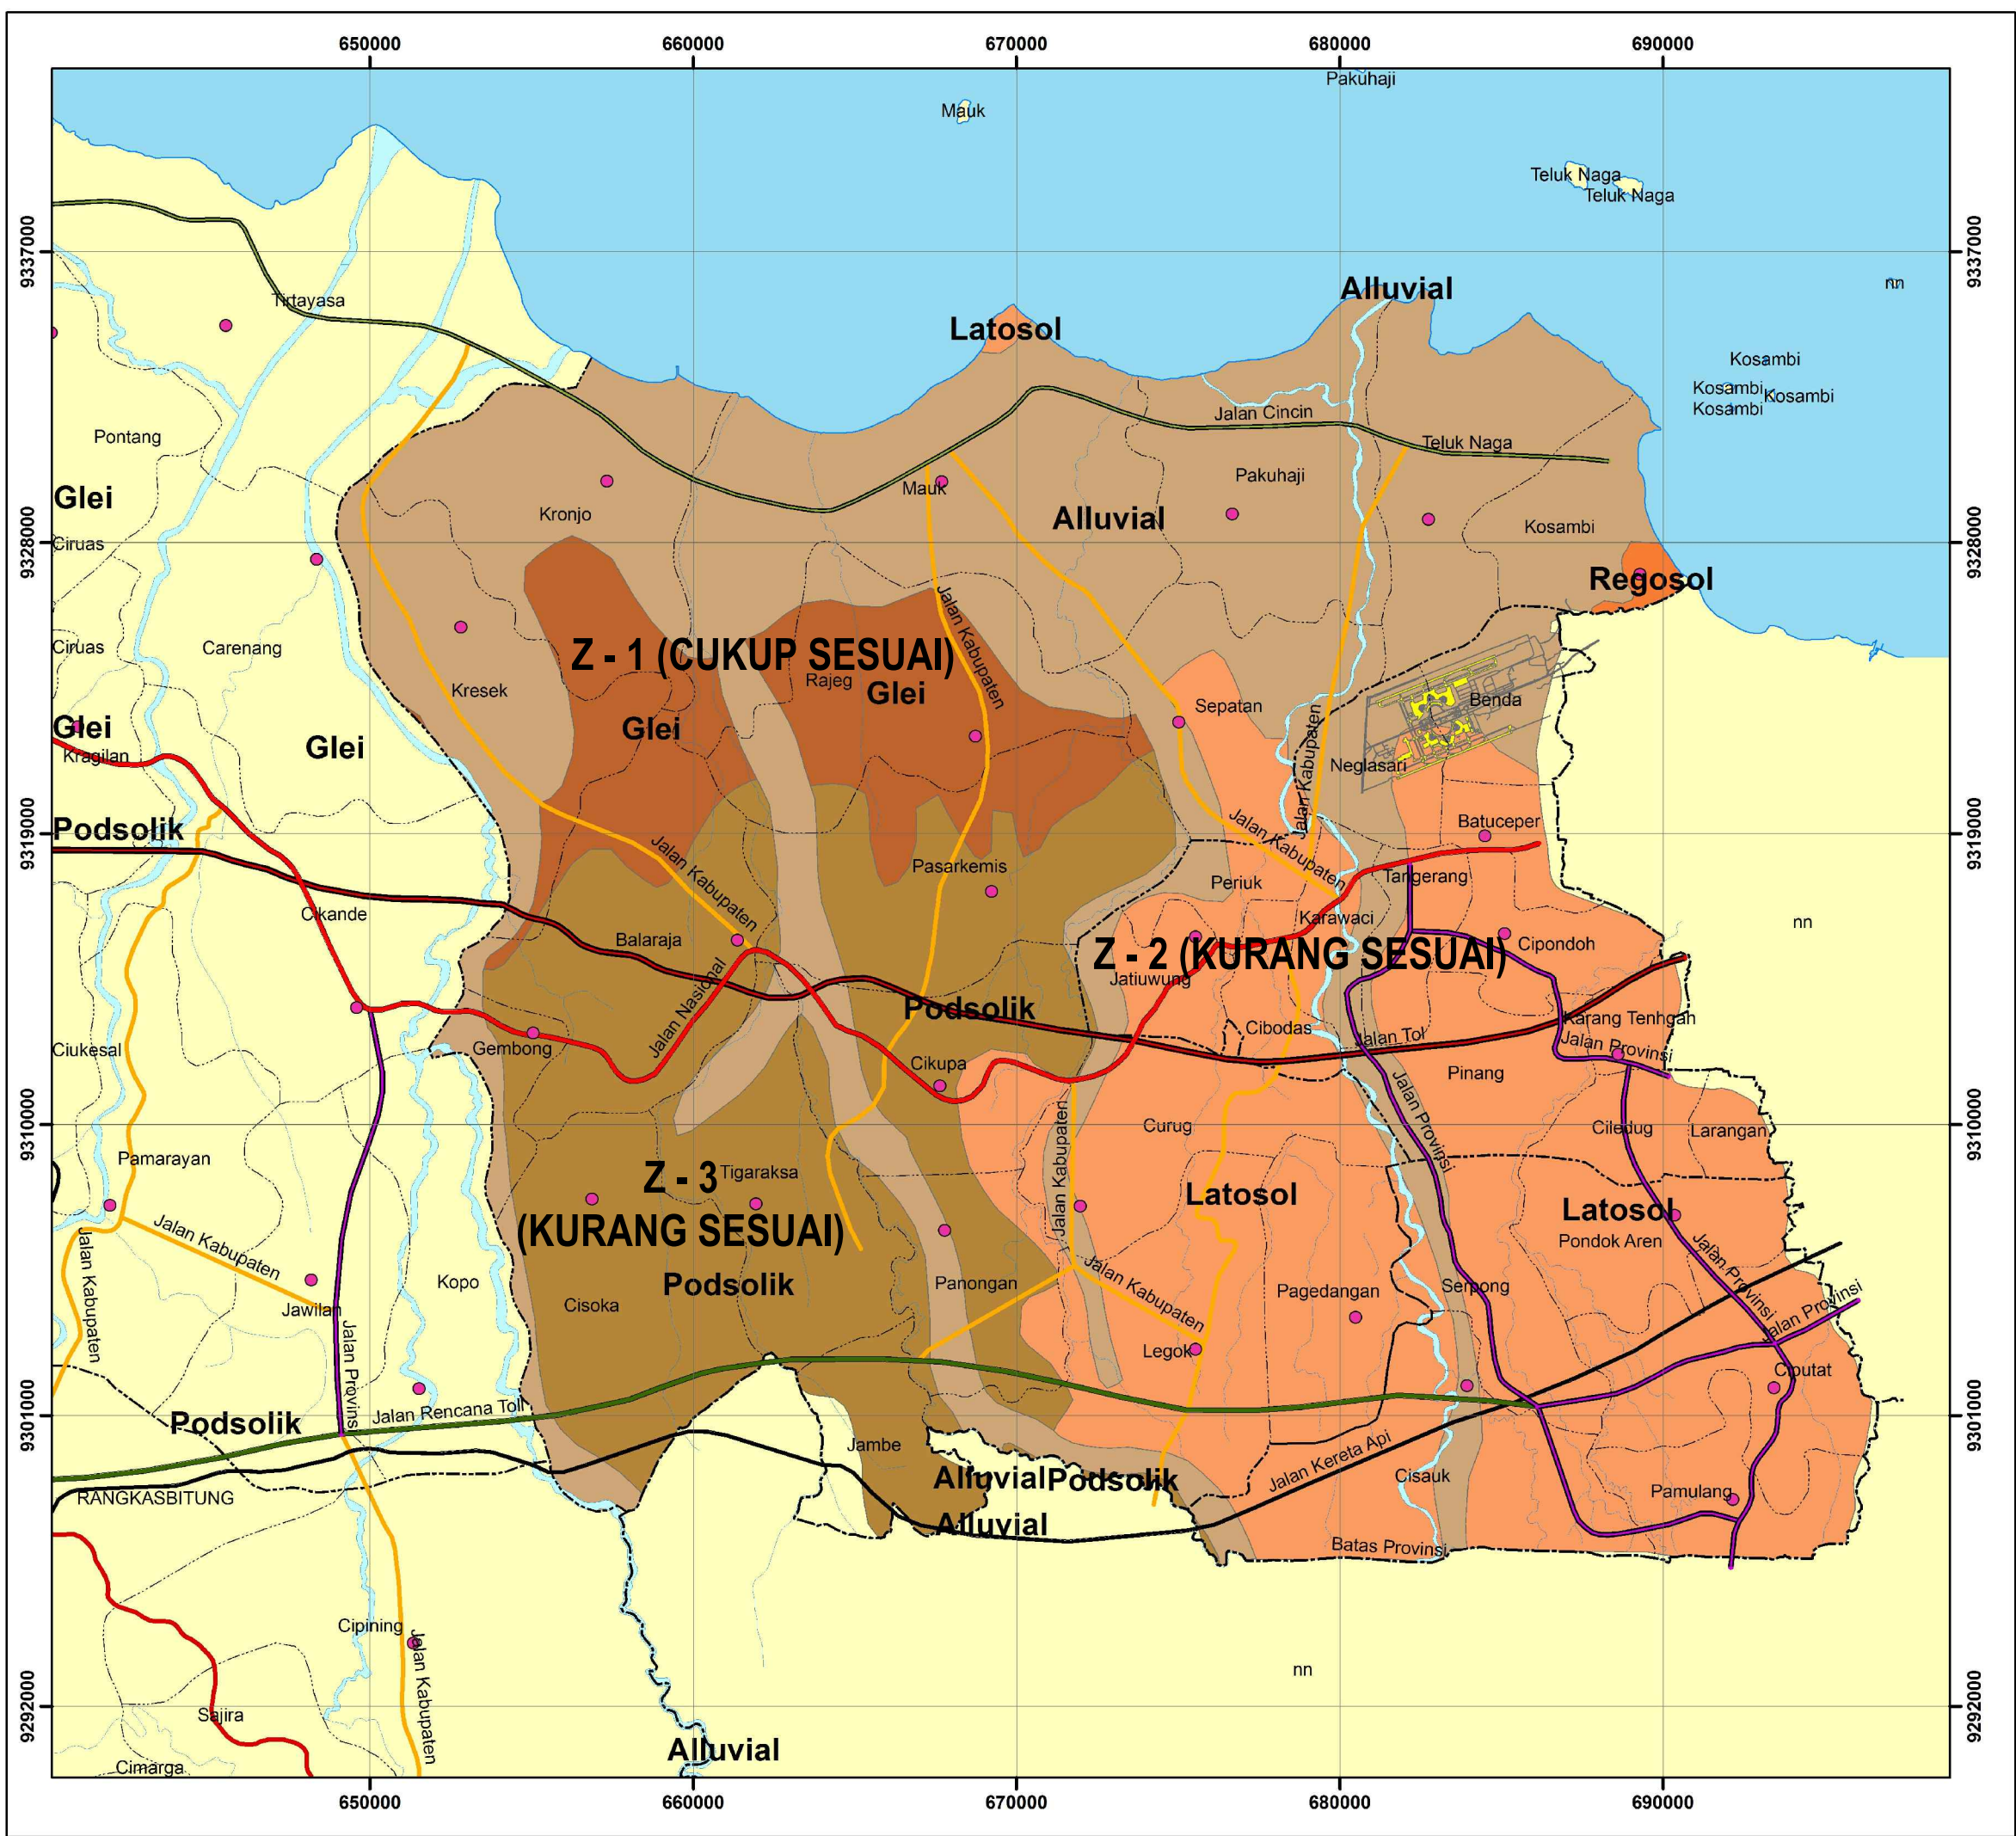 650000
660000
670000
680000
690000
Pakuhaji
Mauk
Teluk Naga
Teluk Naga
9337000
9337000
nn
Alluvial
Tirtayasa
Latosol
Kosambi
Kosambi
Kosambi
Kosambi
Jalan Cincin
Pontang
Teluk Naga
Pakuhaji
Mauk
Glei
Kronjo
Alluvial
Kosambi
9328000
9328000
Ciruas
Regosol
Jalan Kabupaten
Ciruas
Carenang
Z - 1 (CUKUP SESUAI)
Rajeg
Kresek
Glei
Benda
Sepatan
Glei
Glei
Glei
Kragilan
Jalan Kabupaten
Neglasari
9319000
9319000
Podsolik
Jalan Kabupaten
Batuceper
Jalan Kabupaten
Pasarkemis
Periuk
Tangerang
Cikande
Karawaci
nn
Balaraja
Z - 2 (KURANG SESUAI)
Cipondoh
Jatiuwung
Jalan Nasional
Podsolik
Karang Tenhgah
Cibodas
Jalan Tol
Jalan Provinsi
Ciukesal
Gembong
Cikupa
Pinang
Jalan Provinsi
9310000
9310000
Curug
Ciledug
Larangan
Pamarayan
Jalan Kabupaten
Z - 3
Tigaraksa
Latosol
Latosol
(KURANG SESUAI)
Jalan Kabupaten
Jalan Kabupaten
Pondok Aren
Jalan Provinsi
Kopo
Podsolik
Panongan
Jalan Kabupaten
Pagedangan
Serpong
Jawilan
Cisoka
Jalan Provinsi
Jalan Provinsi
Legok
Ciputat
9301000
9301000
Podsolik
Jalan Rencana Toll
Jambe
Jalan Kereta Api
Alluvial
Podsolik
Cisauk
RANGKASBITUNG
Pamulang
Alluvial
Batas Provinsi
Cipining
Jalan Kabupaten
nn
9292000
9292000
Sajira
Alluvial
Cimarga
650000
660000
670000
680000
690000